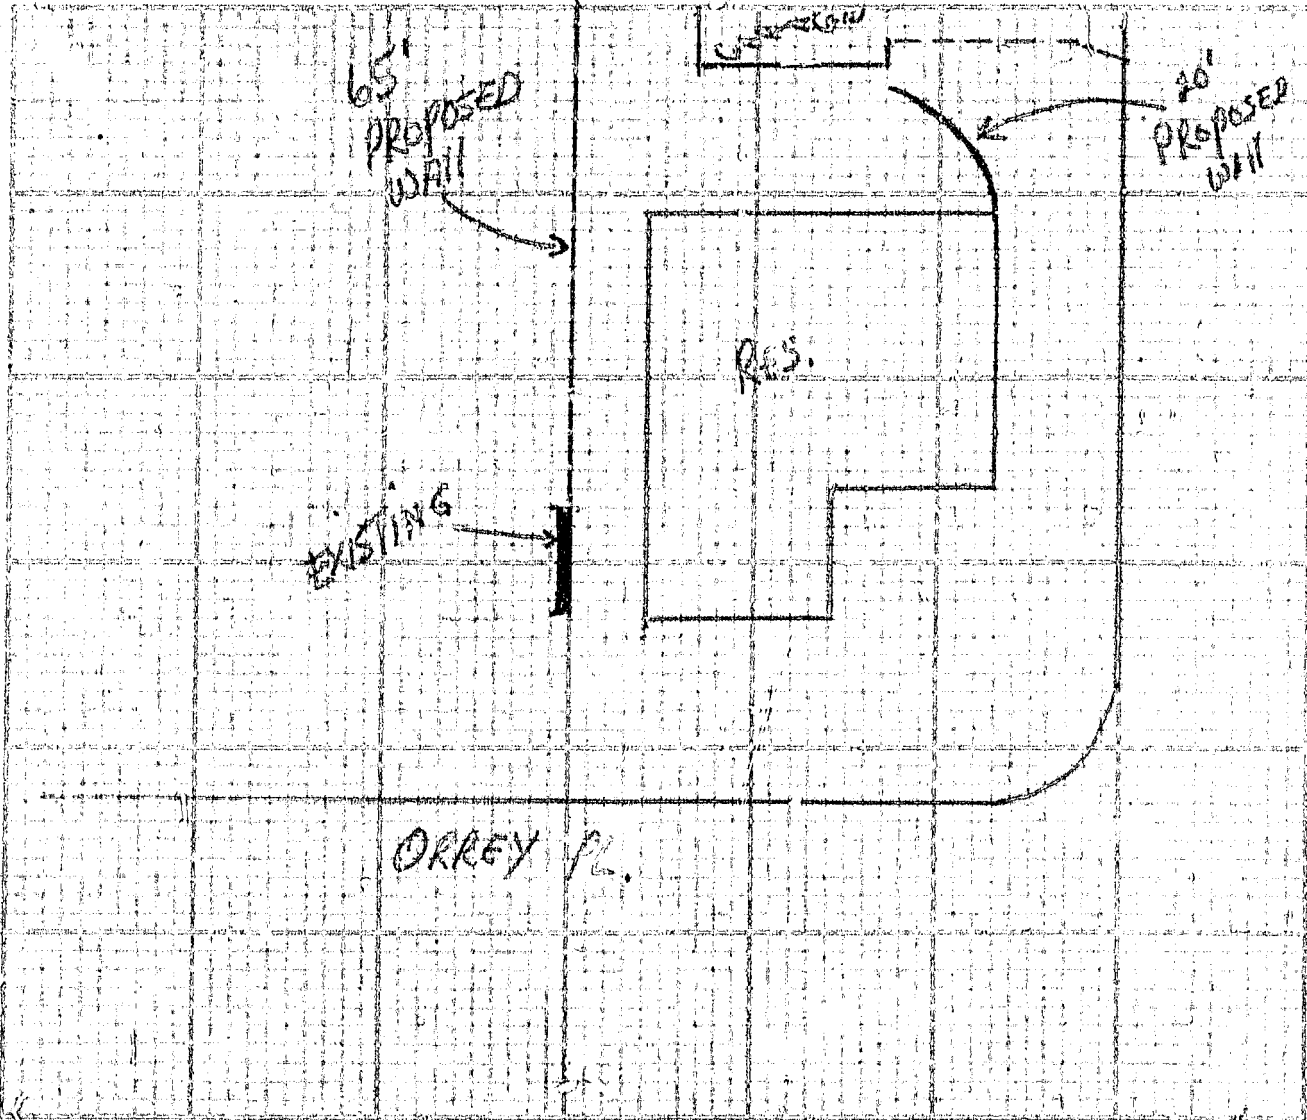 65'
PROPOSED
WAll
20'
PROPOSED
WAll
RES.
EXISTING
ORREY PL.